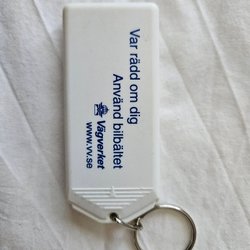 Var rädd om dig
Använd bilbältet
Vägverket
www.vv.se